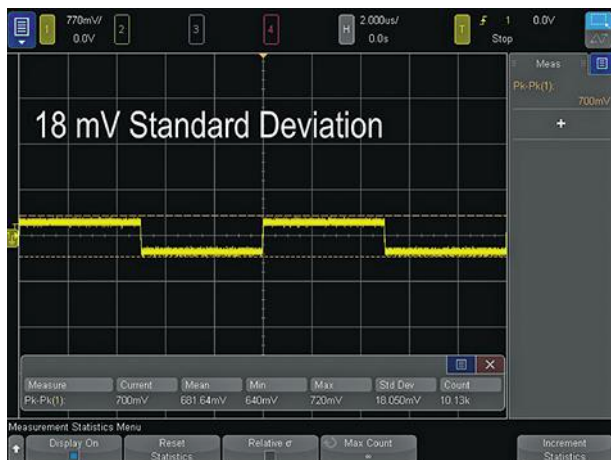 1 770mV/ 0.0V 2 3 4 H 2.000us/ 0.0s T 1 0.0V Stop
Meas
Pk-Pk(1):
700mV
+
18 mV Standard Deviation
Measure Current Mean Min Max Std Dev Count
Pk-Pk(1): 700mV 681.64mV 640mV 720mV 18.050mV 10.13k
Measurement Statistics Menu
Display On Reset Statistics Relative σ Max Count ∞ Increment Statistics